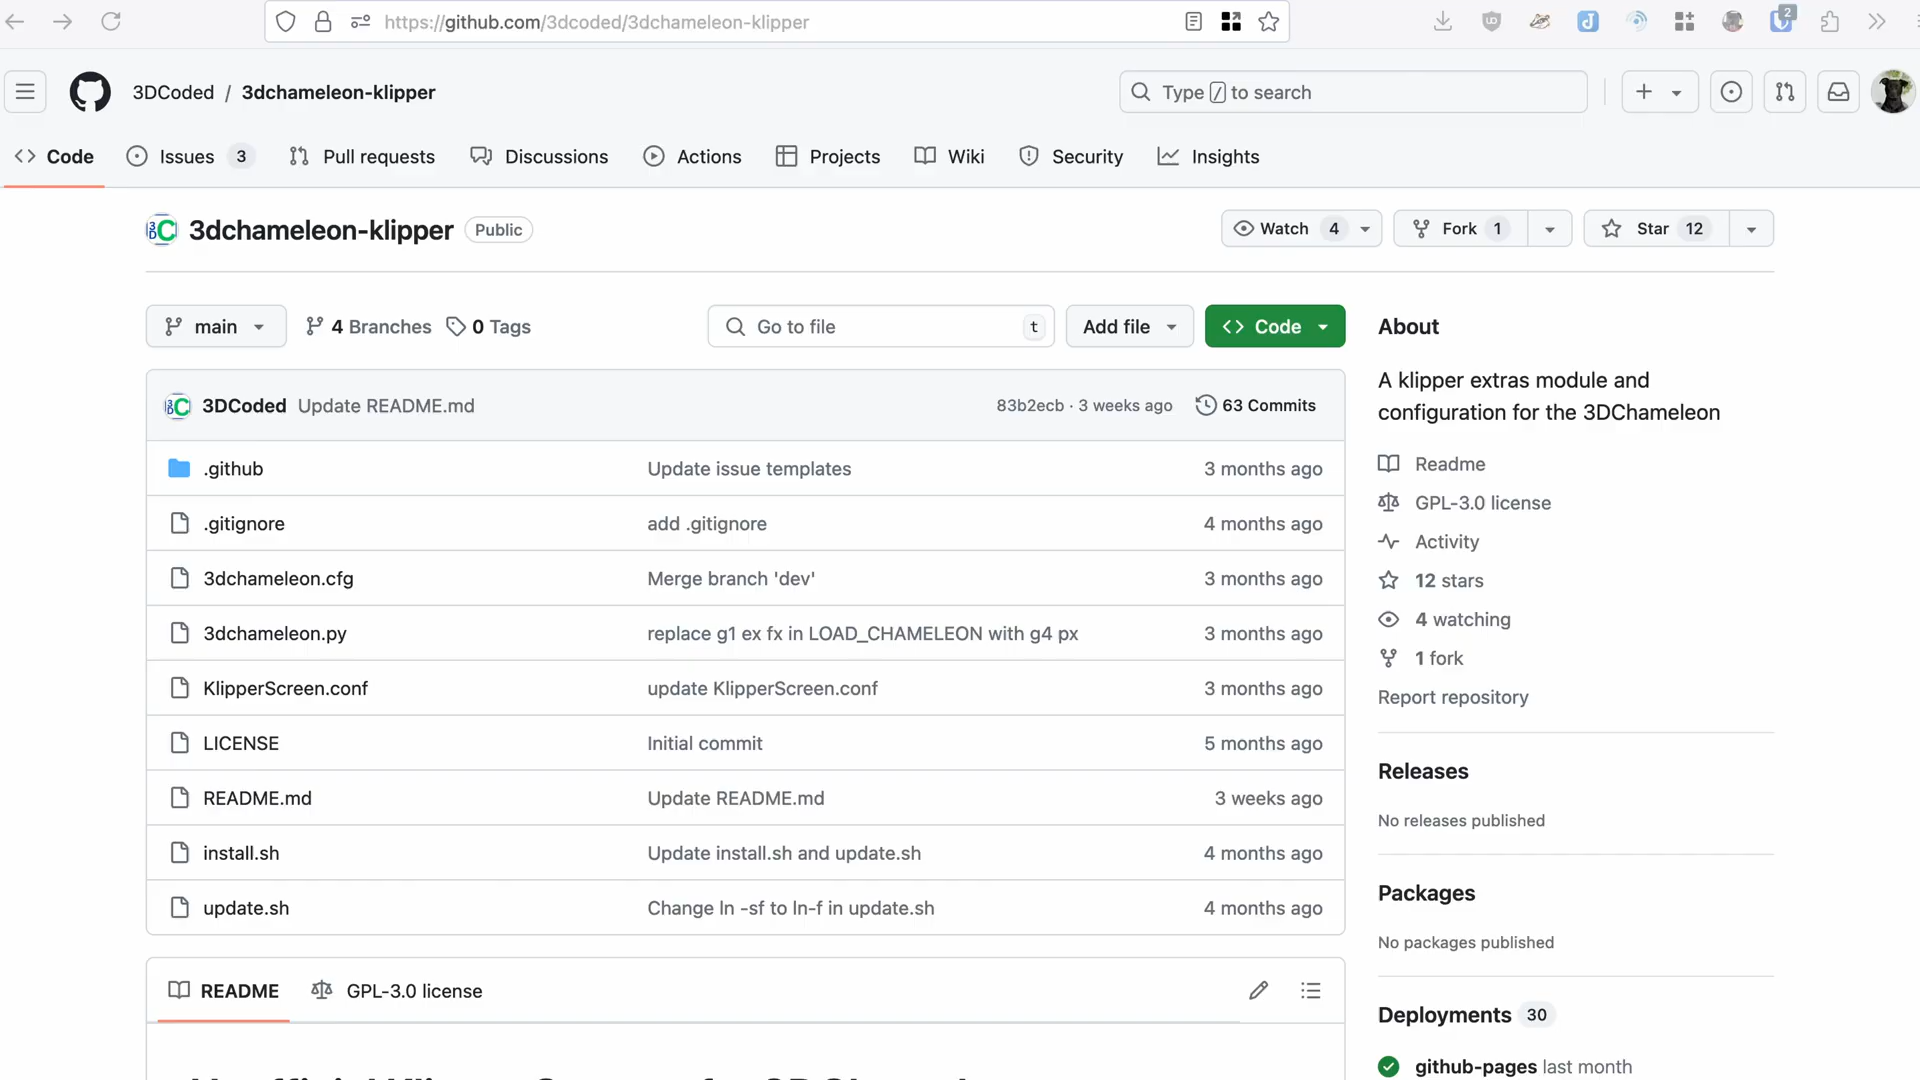 https://github.com/3dcoded/3dchameleon-klipper
2
3DCoded / 3dchameleon-klipper
Type / to search
Code
Issues 3
Pull requests
Discussions
Actions
Projects
Wiki
Security
Insights
3dchameleon-klipper Public
Watch 4
Fork 1
Star 12
main
4 Branches
0 Tags
Go to file t
Add file
Code
3DCoded Update README.md 83b2ecb · 3 weeks ago 63 Commits
.github Update issue templates 3 months ago
.gitignore add .gitignore 4 months ago
3dchameleon.cfg Merge branch 'dev' 3 months ago
3dchameleon.py replace g1 ex fx in LOAD_CHAMELEON with g4 px 3 months ago
KlipperScreen.conf update KlipperScreen.conf 3 months ago
LICENSE Initial commit 5 months ago
README.md Update README.md 3 weeks ago
install.sh Update install.sh and update.sh 4 months ago
update.sh Change ln -sf to ln-f in update.sh 4 months ago
README
GPL-3.0 license
About
A klipper extras module and
configuration for the 3DChameleon
Readme
GPL-3.0 license
Activity
12 stars
4 watching
1 fork
Report repository
Releases
No releases published
Packages
No packages published
Deployments 30
github-pages last month